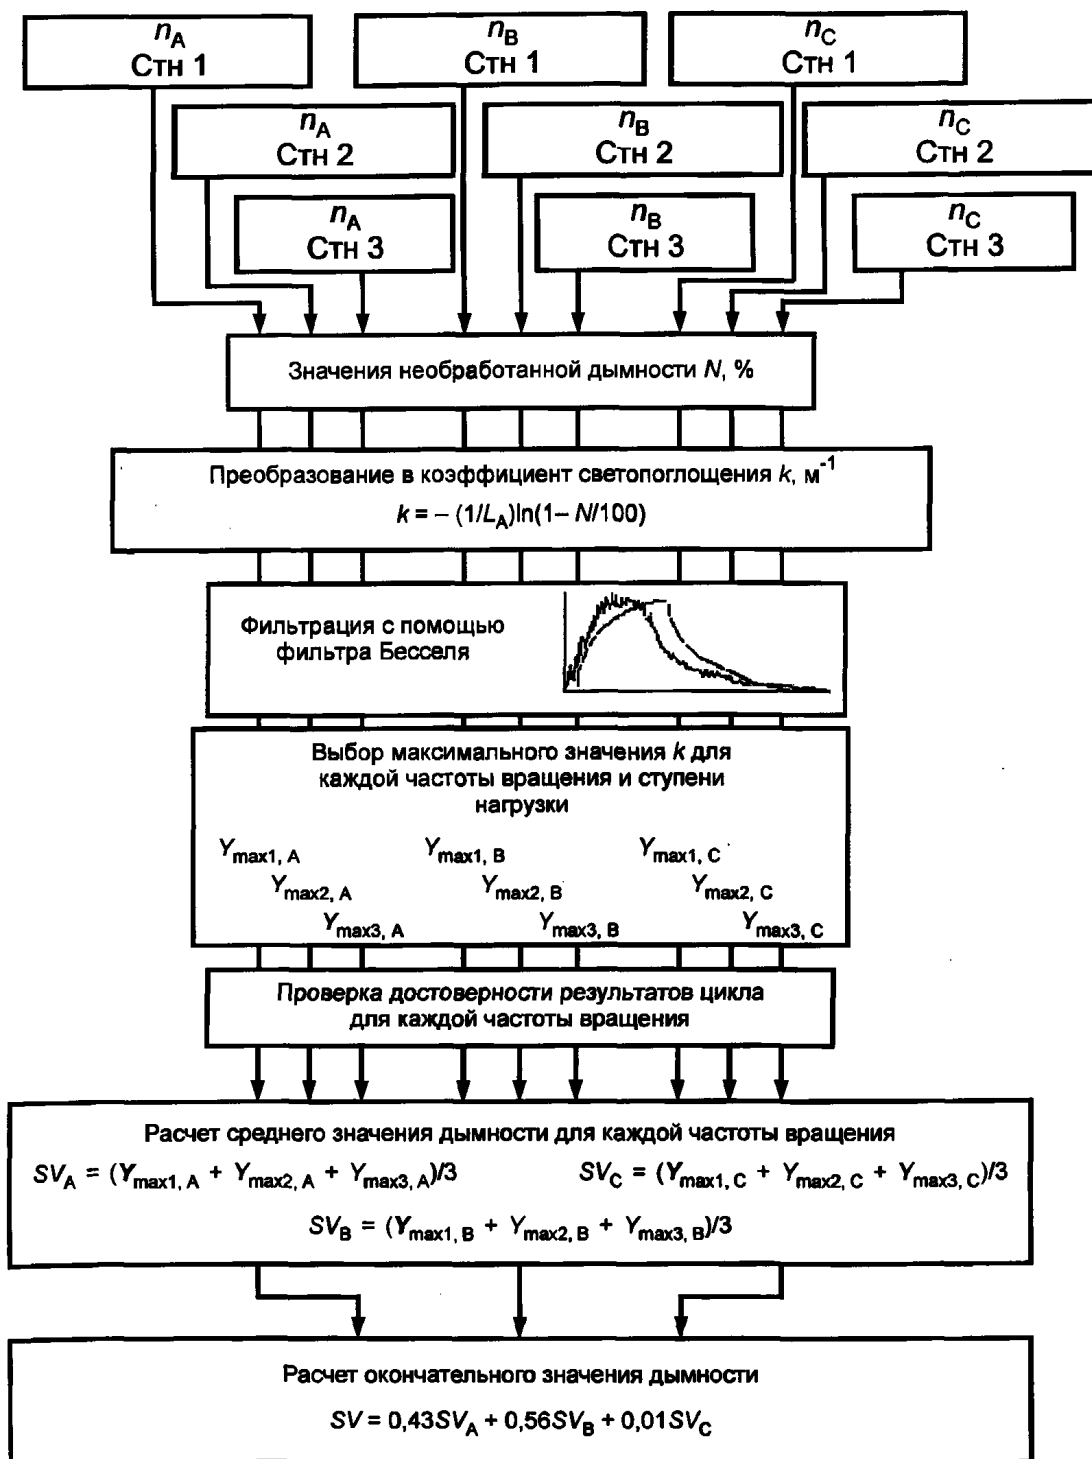 n_A
Стн 1
n_B
Стн 1
n_C
Стн 1
n_A
Стн 2
n_B
Стн 2
n_C
Стн 2
n_A
Стн 3
n_B
Стн 3
n_C
Стн 3
Значения необработанной дымности N, %
Преобразование в коэффициент светопоглощения k, м⁻¹
k = – (1/L_A)ln(1– N/100)
Фильтрация с помощью
фильтра Бесселя
Выбор максимального значения k для
каждой частоты вращения и ступени
нагрузки
Y_max1, A Y_max1, B Y_max1, C
Y_max2, A Y_max2, B Y_max2, C
Y_max3, A Y_max3, B Y_max3, C
Проверка достоверности результатов цикла
для каждой частоты вращения
Расчет среднего значения дымности для каждой частоты вращения
SV_A = (Y_max1, A + Y_max2, A + Y_max3, A)/3 SV_C = (Y_max1, C + Y_max2, C + Y_max3, C)/3
SV_B = (Y_max1, B + Y_max2, B + Y_max3, B)/3
Расчет окончательного значения дымности
SV = 0,43SV_A + 0,56SV_B + 0,01SV_C